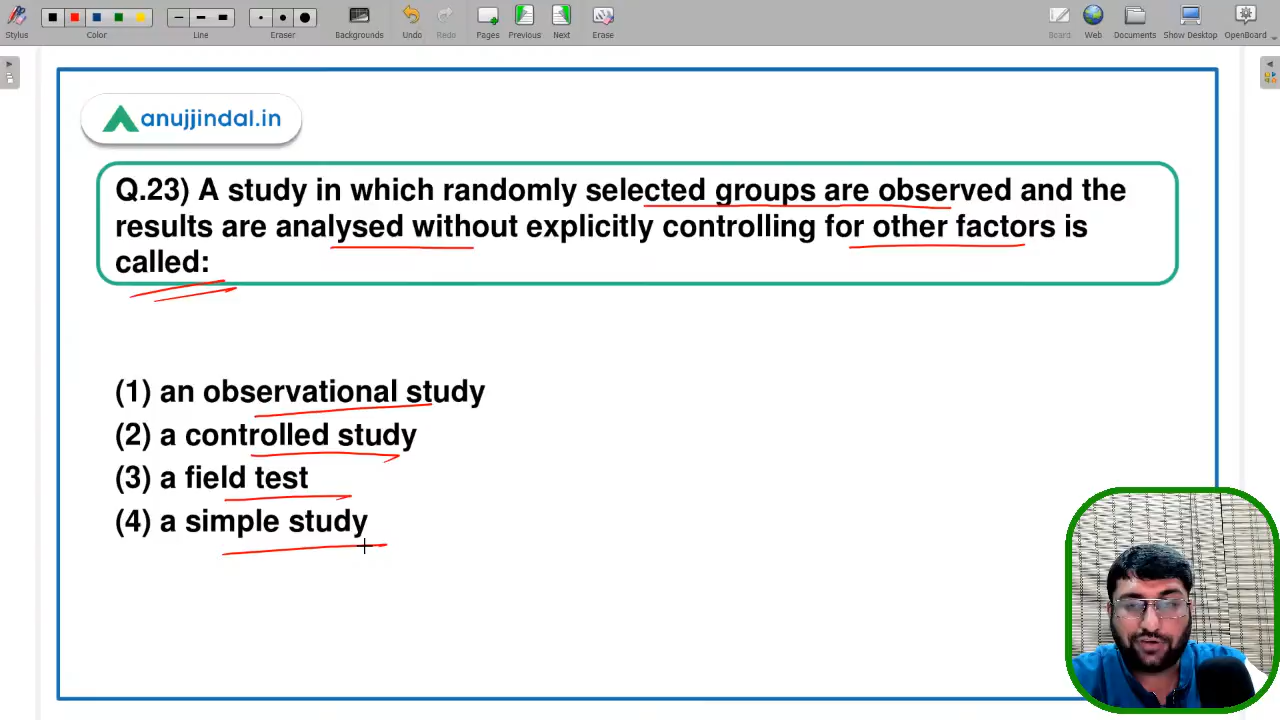 Stylus
Color
Line
Eraser
Backgrounds
Undo
Redo
Pages
Previous
Next
Erase
Board
Web
Documents
Show Desktop
OpenBoard
anujjindal.in
Q.23) A study in which randomly selected groups are observed and the
results are analysed without explicitly controlling for other factors is
called:
(1) an observational study
(2) a controlled study
(3) a field test
(4) a simple study